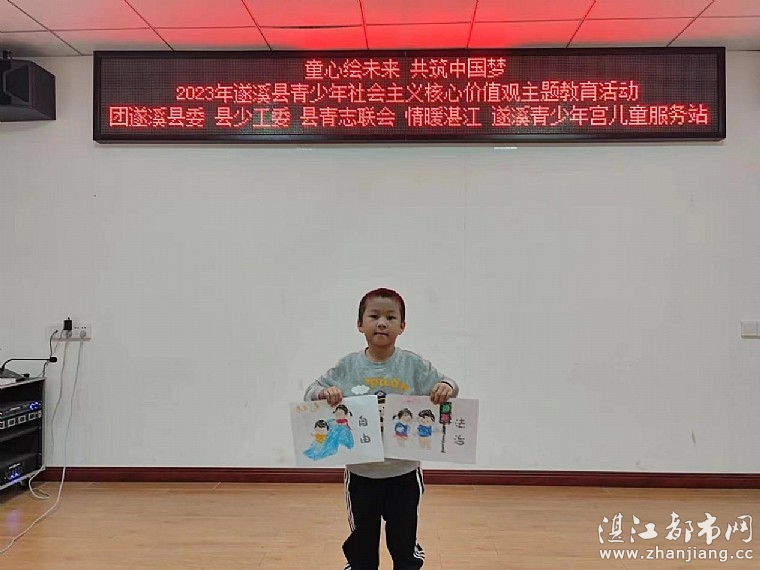 童心绘未来 共筑中国梦
2023年遂溪县青少年社会主义核心价值观主题教育活动
团遂溪县委 县少工委 县青志联会 情暖湛江 遂溪青少年宫儿童服务站
自由
法治
湛江都市网
www.zhanjiang.cc